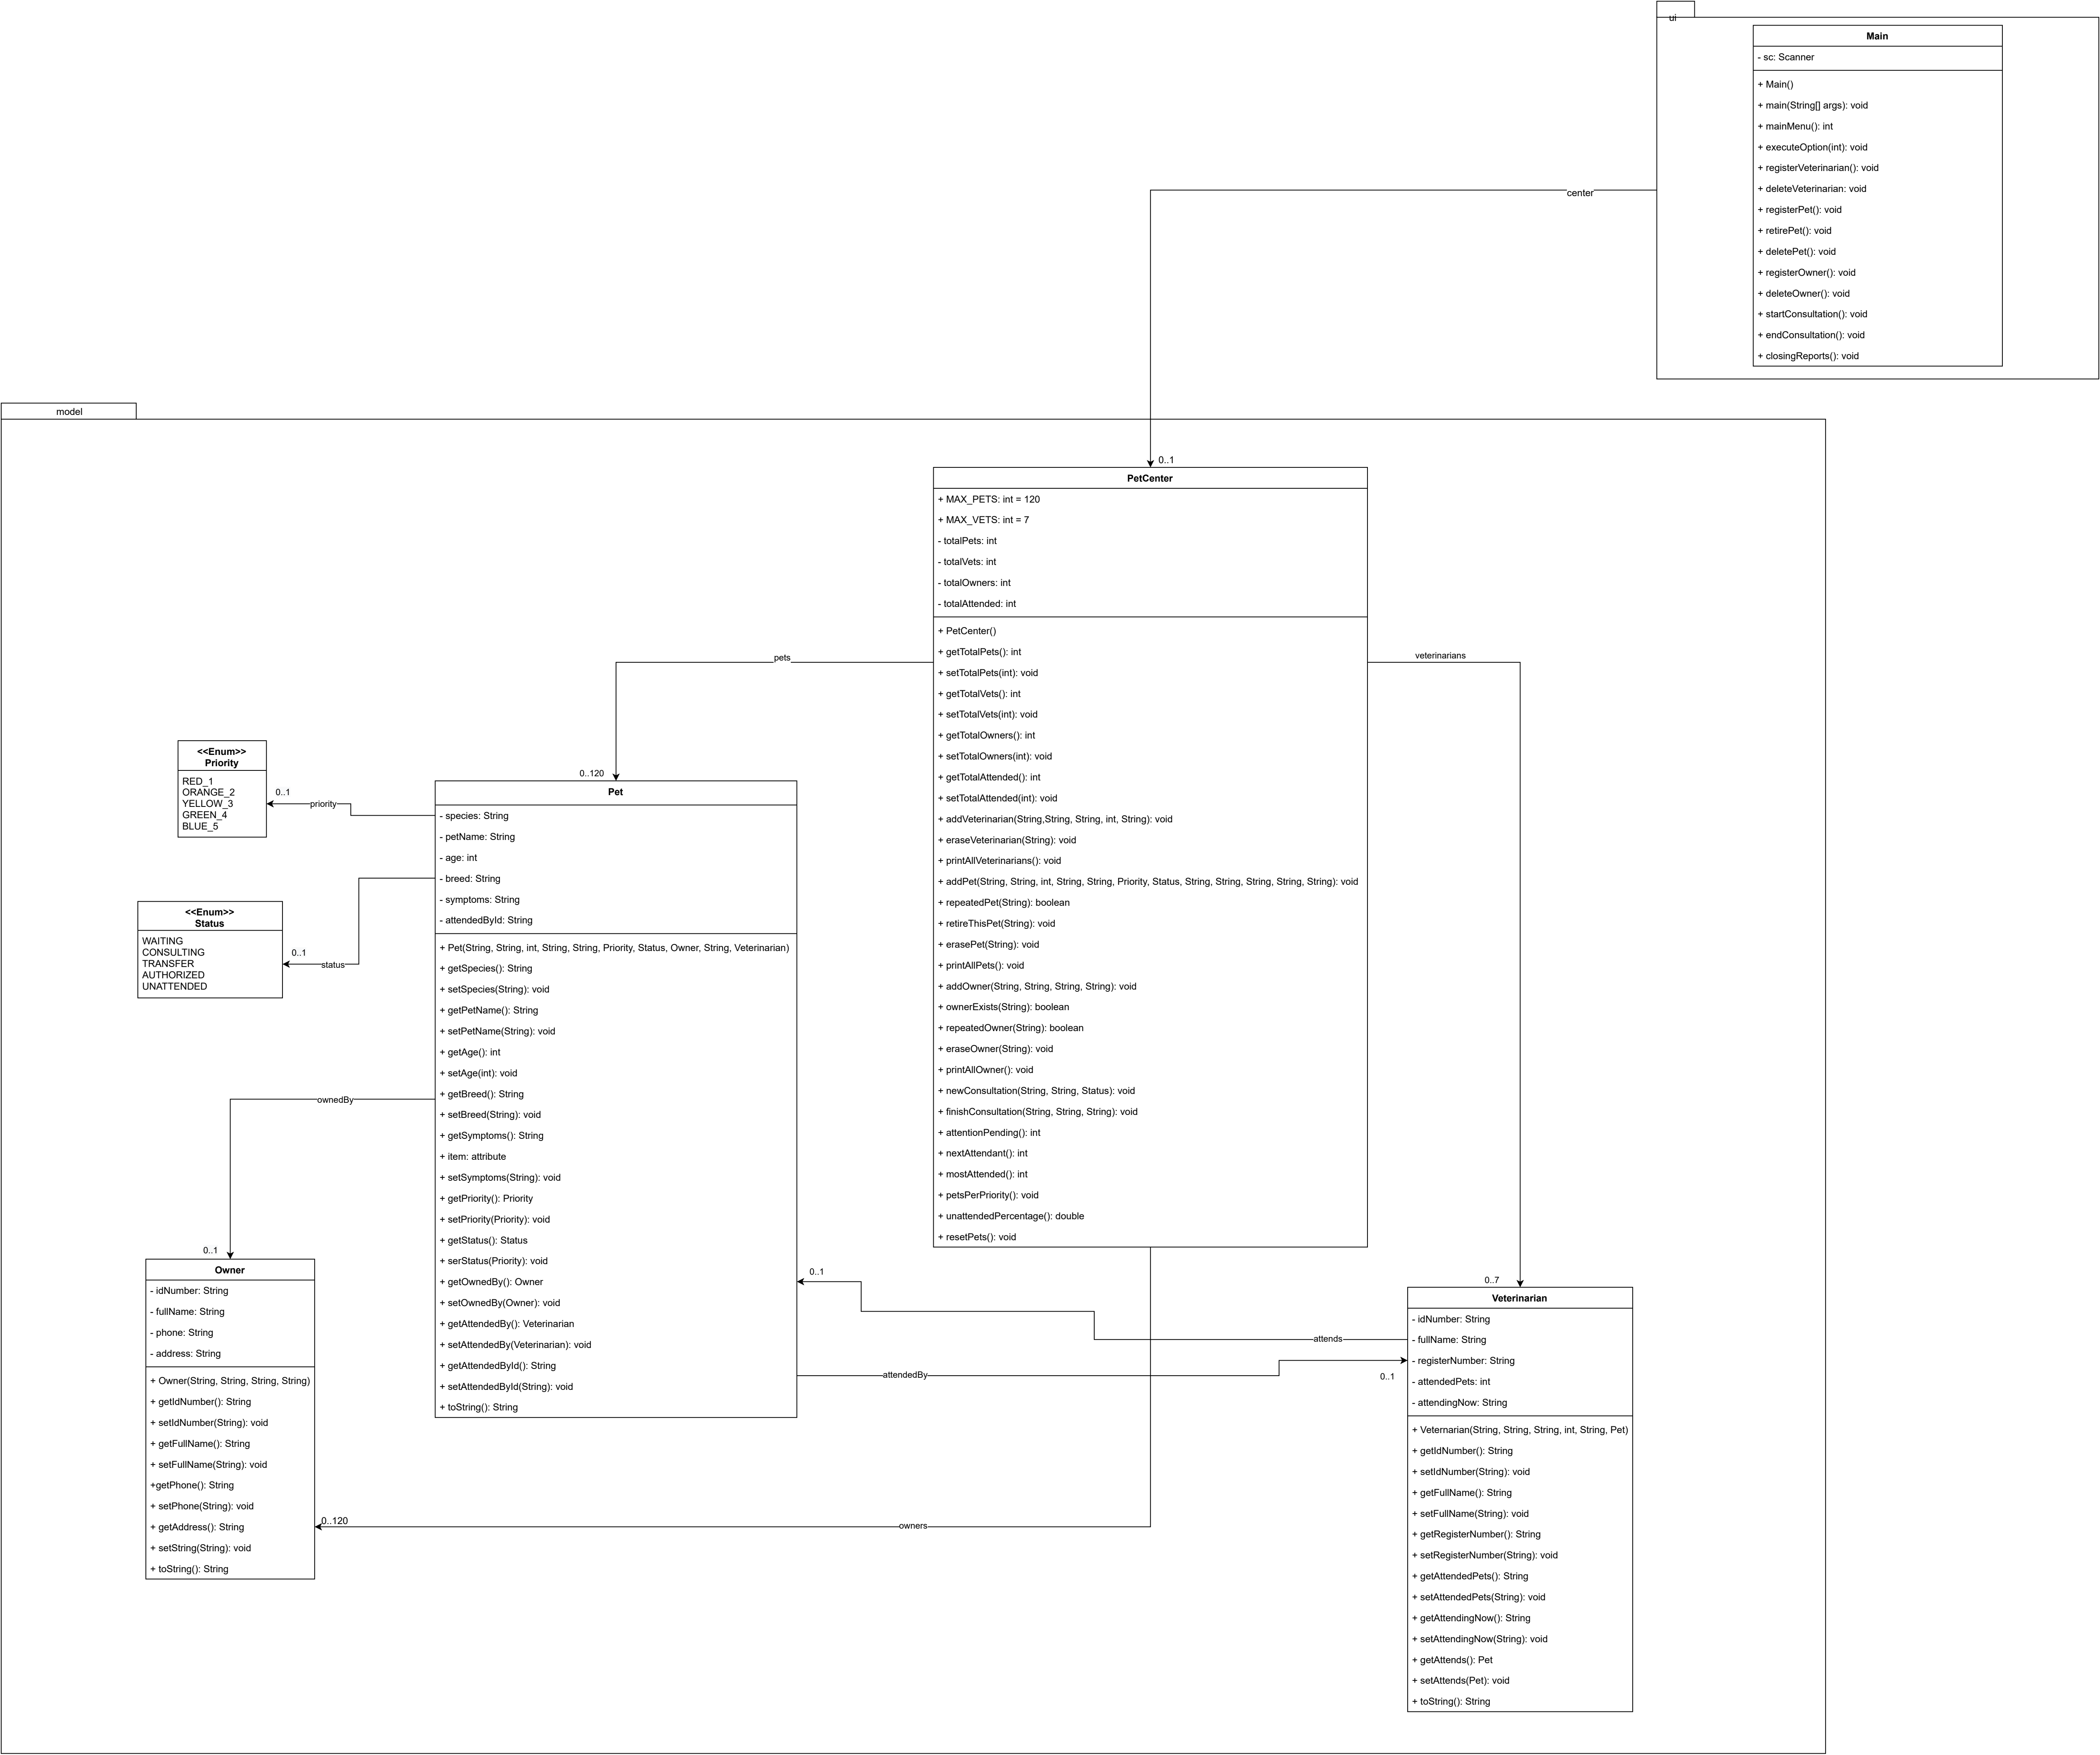 ui
Main
- sc: Scanner
+ Main()
+ main(String[] args): void
+ mainMenu(): int
+ executeOption(int): void
+ registerVeterinarian(): void
+ deleteVeterinarian: void
+ registerPet(): void
+ retirePet(): void
+ deletePet(): void
+ registerOwner(): void
+ deleteOwner(): void
+ startConsultation(): void
+ endConsultation(): void
+ closingReports(): void
center
0..1
model
PetCenter
+ MAX_PETS: int = 120
+ MAX_VETS: int = 7
- totalPets: int
- totalVets: int
- totalOwners: int
- totalAttended: int
+ PetCenter()
+ getTotalPets(): int
+ setTotalPets(int): void
+ getTotalVets(): int
+ setTotalVets(int): void
+ getTotalOwners(): int
+ setTotalOwners(int): void
+ getTotalAttended(): int
+ setTotalAttended(int): void
+ addVeterinarian(String,String, String, int, String): void
+ eraseVeterinarian(String): void
+ printAllVeterinarians(): void
+ addPet(String, String, int, String, String, Priority, Status, String, String, String, String, String): void
+ repeatedPet(String): boolean
+ retireThisPet(String): void
+ erasePet(String): void
+ printAllPets(): void
+ addOwner(String, String, String, String): void
+ ownerExists(String): boolean
+ repeatedOwner(String): boolean
+ eraseOwner(String): void
+ printAllOwner(): void
+ newConsultation(String, String, Status): void
+ finishConsultation(String, String, String): void
+ attentionPending(): int
+ nextAttendant(): int
+ mostAttended(): int
+ petsPerPriority(): void
+ unattendedPercentage(): double
+ resetPets(): void
pets
0..120
veterinarians
0..7
<<Enum>>
Priority
RED_1
ORANGE_2
YELLOW_3
GREEN_4
BLUE_5
0..1
priority
<<Enum>>
Status
WAITING
CONSULTING
TRANSFER
AUTHORIZED
UNATTENDED
0..1
status
Pet
- species: String
- petName: String
- age: int
- breed: String
- symptoms: String
- attendedById: String
+ Pet(String, String, int, String, String, Priority, Status, Owner, String, Veterinarian)
+ getSpecies(): String
+ setSpecies(String): void
+ getPetName(): String
+ setPetName(String): void
+ getAge(): int
+ setAge(int): void
+ getBreed(): String
+ setBreed(String): void
+ getSymptoms(): String
+ item: attribute
+ setSymptoms(String): void
+ getPriority(): Priority
+ setPriority(Priority): void
+ getStatus(): Status
+ serStatus(Priority): void
+ getOwnedBy(): Owner
+ setOwnedBy(Owner): void
+ getAttendedBy(): Veterinarian
+ setAttendedBy(Veterinarian): void
+ getAttendedById(): String
+ setAttendedById(String): void
+ toString(): String
ownedBy
0..1
Owner
- idNumber: String
- fullName: String
- phone: String
- address: String
+ Owner(String, String, String, String)
+ getIdNumber(): String
+ setIdNumber(String): void
+ getFullName(): String
+ setFullName(String): void
+getPhone(): String
+ setPhone(String): void
+ getAddress(): String
+ setString(String): void
+ toString(): String
0..120
owners
0..1
attends
attendedBy
0..1
Veterinarian
- idNumber: String
- fullName: String
- registerNumber: String
- attendedPets: int
- attendingNow: String
+ Veternarian(String, String, String, int, String, Pet)
+ getIdNumber(): String
+ setIdNumber(String): void
+ getFullName(): String
+ setFullName(String): void
+ getRegisterNumber(): String
+ setRegisterNumber(String): void
+ getAttendedPets(): String
+ setAttendedPets(String): void
+ getAttendingNow(): String
+ setAttendingNow(String): void
+ getAttends(): Pet
+ setAttends(Pet): void
+ toString(): String